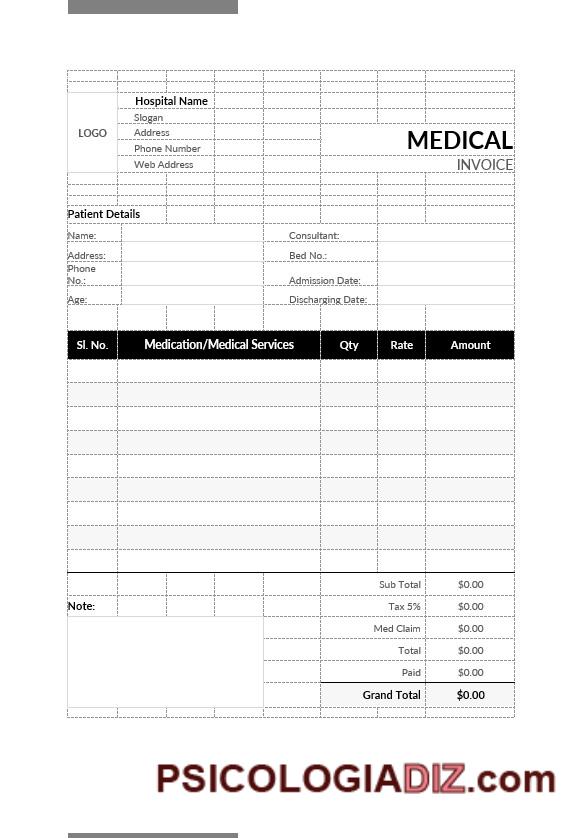 Hospital Name
Slogan
LOGO
Address
MEDICAL
Phone Number
Web Address
INVOICE
Patient Details
Name:
Consultant:
Address:
Bed No.:
Phone
No.:
Admission Date:
Age:
Discharging Date:
Sl. No. Medication/Medical Services Qty Rate Amount
Sub Total $0.00
Note:
Tax 5% $0.00
Med Claim $0.00
Total $0.00
Paid $0.00
Grand Total $0.00
PSICOLOGIADIZ.com